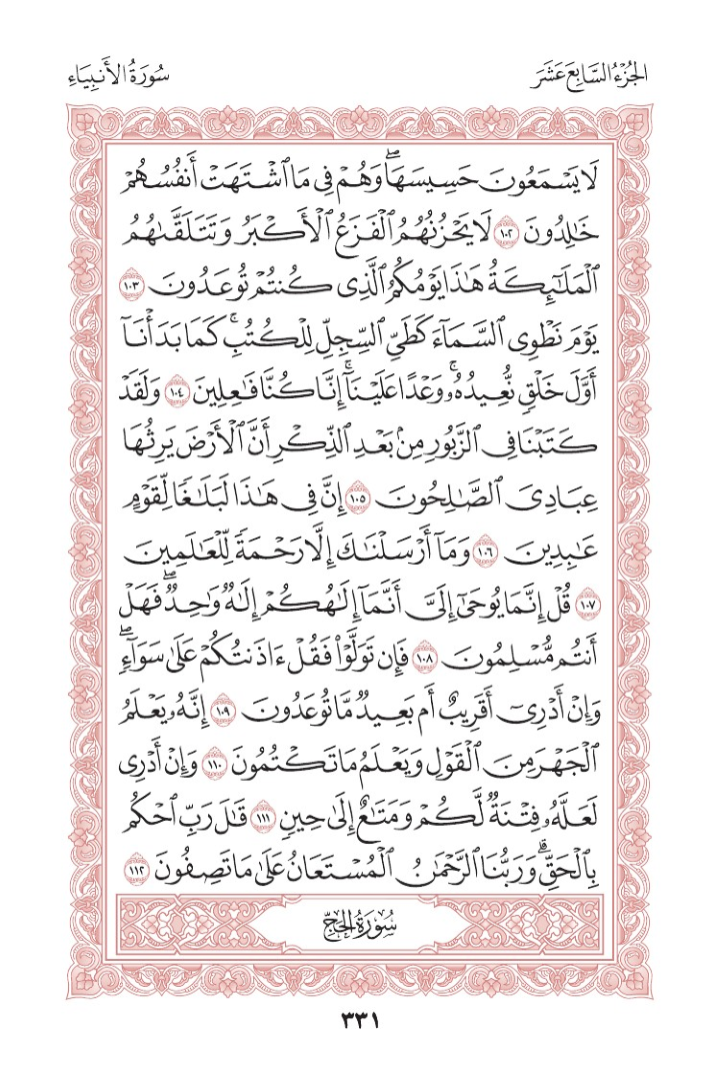 الجُزْءُ السَّابِعَ عَشَرَ
سُورَةُ الأَنبِيَاءِ
لَا يَسْمَعُونَ حَسِيسَهَاۖ وَهُمْ فِي مَا ٱشْتَهَتْ أَنفُسُهُمْ
خَٰلِدُونَ ١٠٢ لَا يَحْزُنُهُمُ ٱلْفَزَعُ ٱلْأَكْبَرُ وَتَتَلَقَّىٰهُمُ
ٱلْمَلَٰٓئِكَةُ هَٰذَا يَوْمُكُمُ ٱلَّذِي كُنتُمْ تُوعَدُونَ ١٠٣
يَوْمَ نَطْوِي ٱلسَّمَآءَ كَطَيِّ ٱلسِّجِلِّ لِلْكُتُبِۚ كَمَا بَدَأْنَآ
أَوَّلَ خَلْقٍ نُّعِيدُهُۥۚ وَعْدًا عَلَيْنَآۚ إِنَّا كُنَّا فَٰعِلِينَ ١٠٤ وَلَقَدْ
كَتَبْنَا فِي ٱلزَّبُورِ مِنۢ بَعْدِ ٱلذِّكْرِ أَنَّ ٱلْأَرْضَ يَرِثُهَا
عِبَادِيَ ٱلصَّٰلِحُونَ ١٠٥ إِنَّ فِي هَٰذَا لَبَلَٰغًا لِّقَوْمٍ
عَٰبِدِينَ ١٠٦ وَمَآ أَرْسَلْنَٰكَ إِلَّا رَحْمَةً لِّلْعَٰلَمِينَ
١٠٧ قُلْ إِنَّمَا يُوحَىٰٓ إِلَيَّ أَنَّمَآ إِلَٰهُكُمْ إِلَٰهٌ وَٰحِدٌۖ فَهَلْ
أَنتُم مُّسْلِمُونَ ١٠٨ فَإِن تَوَلَّوْا۟ فَقُلْ ءَاذَنتُكُمْ عَلَىٰ سَوَآءٍۖ
وَإِنْ أَدْرِيٓ أَقَرِيبٌ أَم بَعِيدٌ مَّا تُوعَدُونَ ١٠٩ إِنَّهُۥ يَعْلَمُ
ٱلْجَهْرَ مِنَ ٱلْقَوْلِ وَيَعْلَمُ مَا تَكْتُمُونَ ١١٠ وَإِنْ أَدْرِي
لَعَلَّهُۥ فِتْنَةٌ لَّكُمْ وَمَتَٰعٌ إِلَىٰ حِينٍ ١١١ قَٰلَ رَبِّ ٱحْكُم
بِٱلْحَقِّۗ وَرَبُّنَا ٱلرَّحْمَٰنُ ٱلْمُسْتَعَانُ عَلَىٰ مَا تَصِفُونَ ١١٢
سُورَةُ الحَجِّ
٣٣١